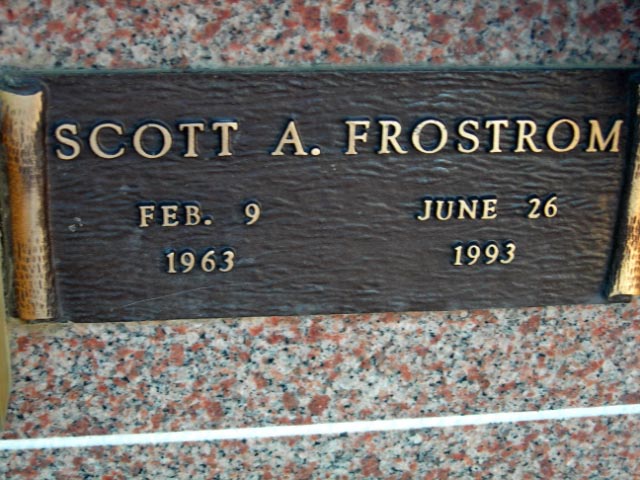 SCOTT A. FROSTROM
FEB. 9 JUNE 26
1963 1993